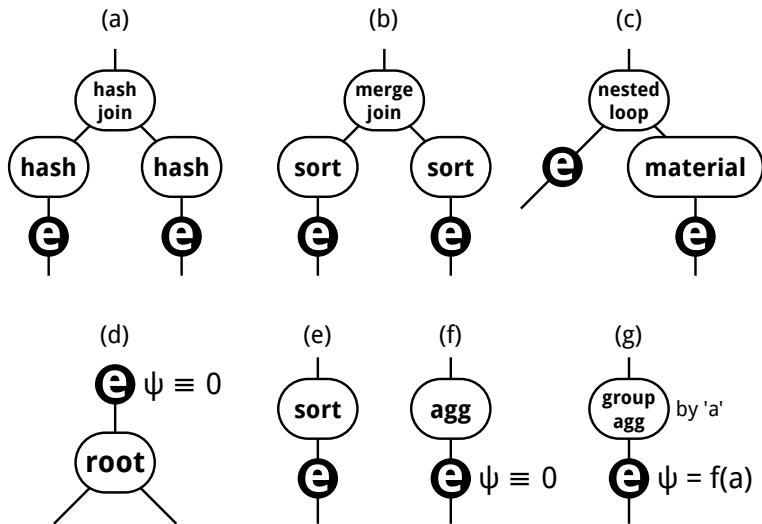 (a) (b) (c)
hash join merge join nested loop
hash hash sort sort material
e e e e e e
(d) (e) (f) (g)
e ψ ≡ 0
sort agg group agg by 'a'
root
e e ψ ≡ 0 e ψ = f(a)